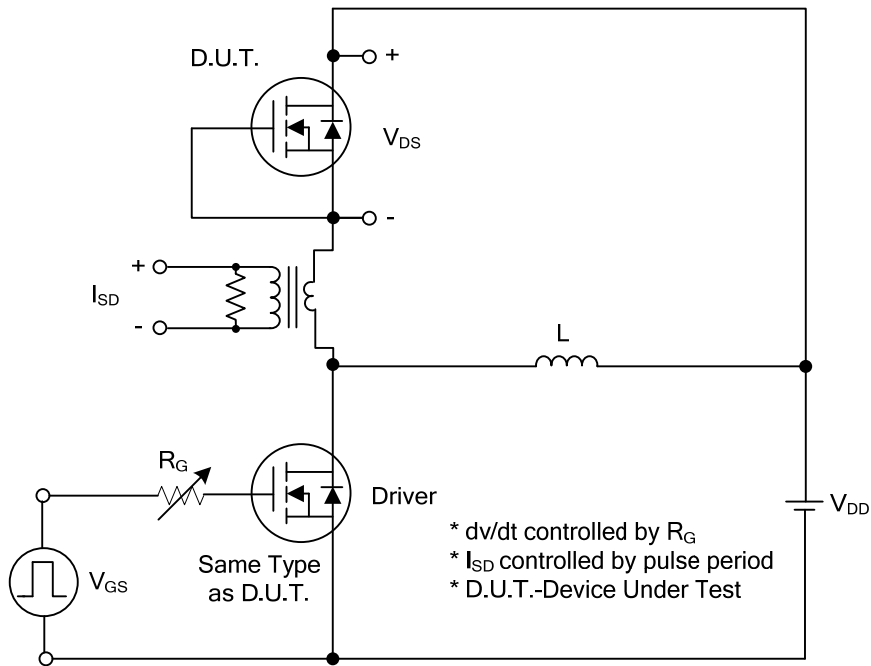 D.U.T.
+
VDS
-
+
ISD
-
L
RG
Driver
VDD
VGS
Same Type
as D.U.T.
* dv/dt controlled by RG
* ISD controlled by pulse period
* D.U.T.-Device Under Test